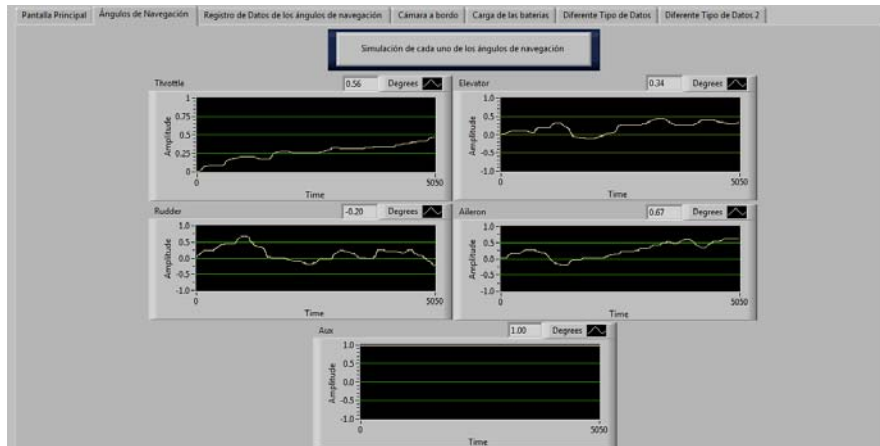 Pantalla Principal Ángulos de Navegación Registro de Datos de los ángulos de navegación Cámara a bordo Carga de las baterias Diferente Tipo de Datos Diferente Tipo de Datos 2
Simulación de cada uno de los ángulos de navegación
Throttle 0.56 Degrees
1
0.75
0.5
0.25
0
Amplitude
0 5050
Time
Elevator 0.34 Degrees
1.0
0.5
0.0
-0.5
-1.0
Amplitude
0 5050
Time
Rudder -0.20 Degrees
1.0
0.5
0.0
-0.5
-1.0
Amplitude
0 5050
Time
Aileron 0.67 Degrees
1.0
0.5
0.0
-0.5
-1.0
Amplitude
0 5050
Time
Aux 1.00 Degrees
1.0
0.5
0.0
-0.5
-1.0
Amplitude
0 5050
Time